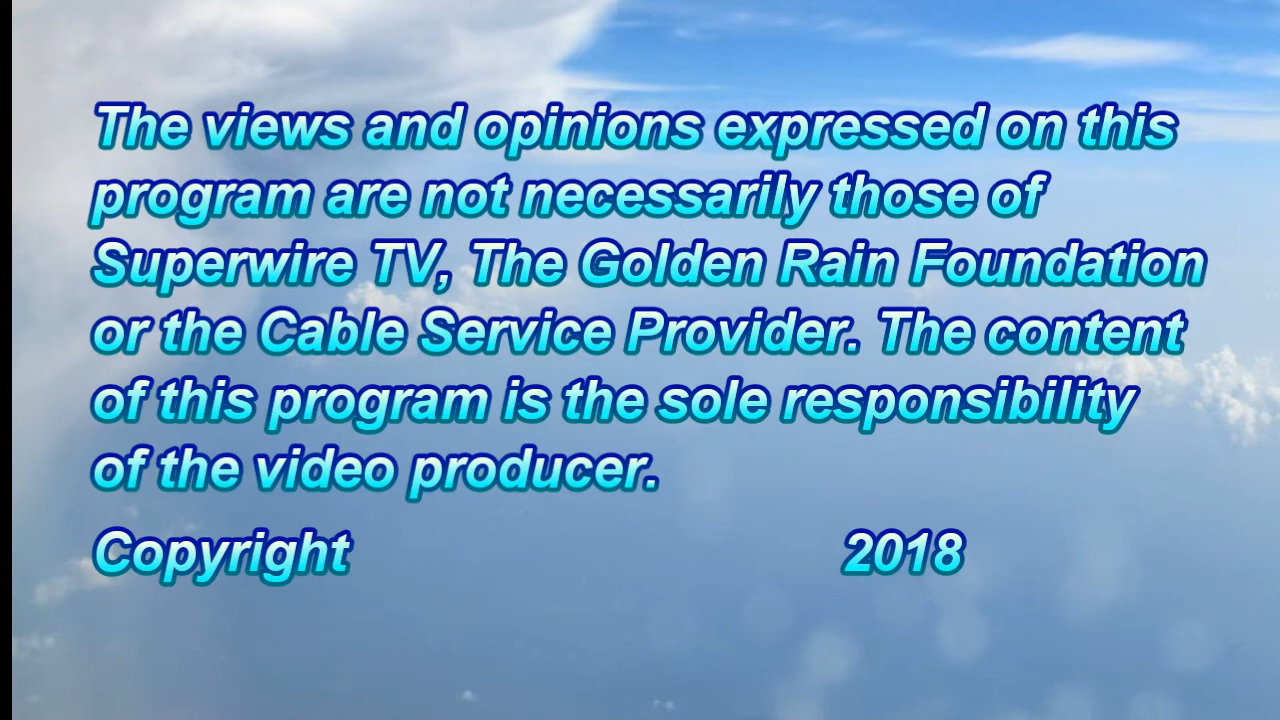 The views and opinions expressed on this
program are not necessarily those of
Superwire TV, The Golden Rain Foundation
or the Cable Service Provider. The content
of this program is the sole responsibility
of the video producer.
Copyright 2018